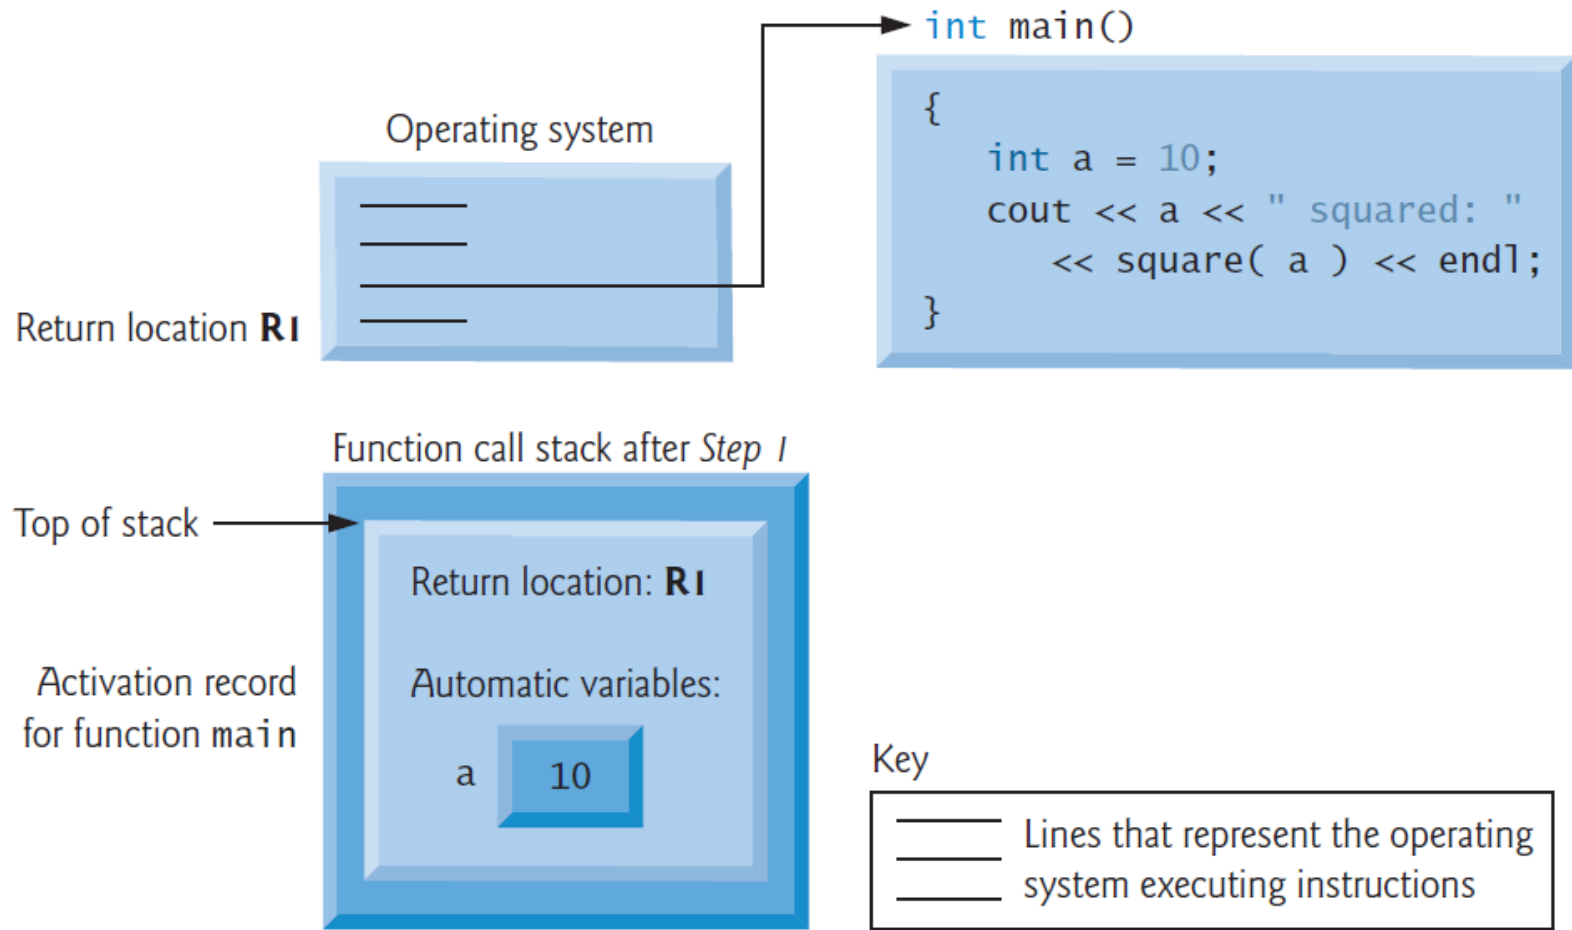 int main()
{
int a = 10;
cout << a << " squared: "
<< square( a ) << endl;
}
Operating system
Return location R1
Function call stack after Step 1
Top of stack
Return location: R1
Activation record
for function main
Automatic variables:
a 10
Key
Lines that represent the operating
system executing instructions